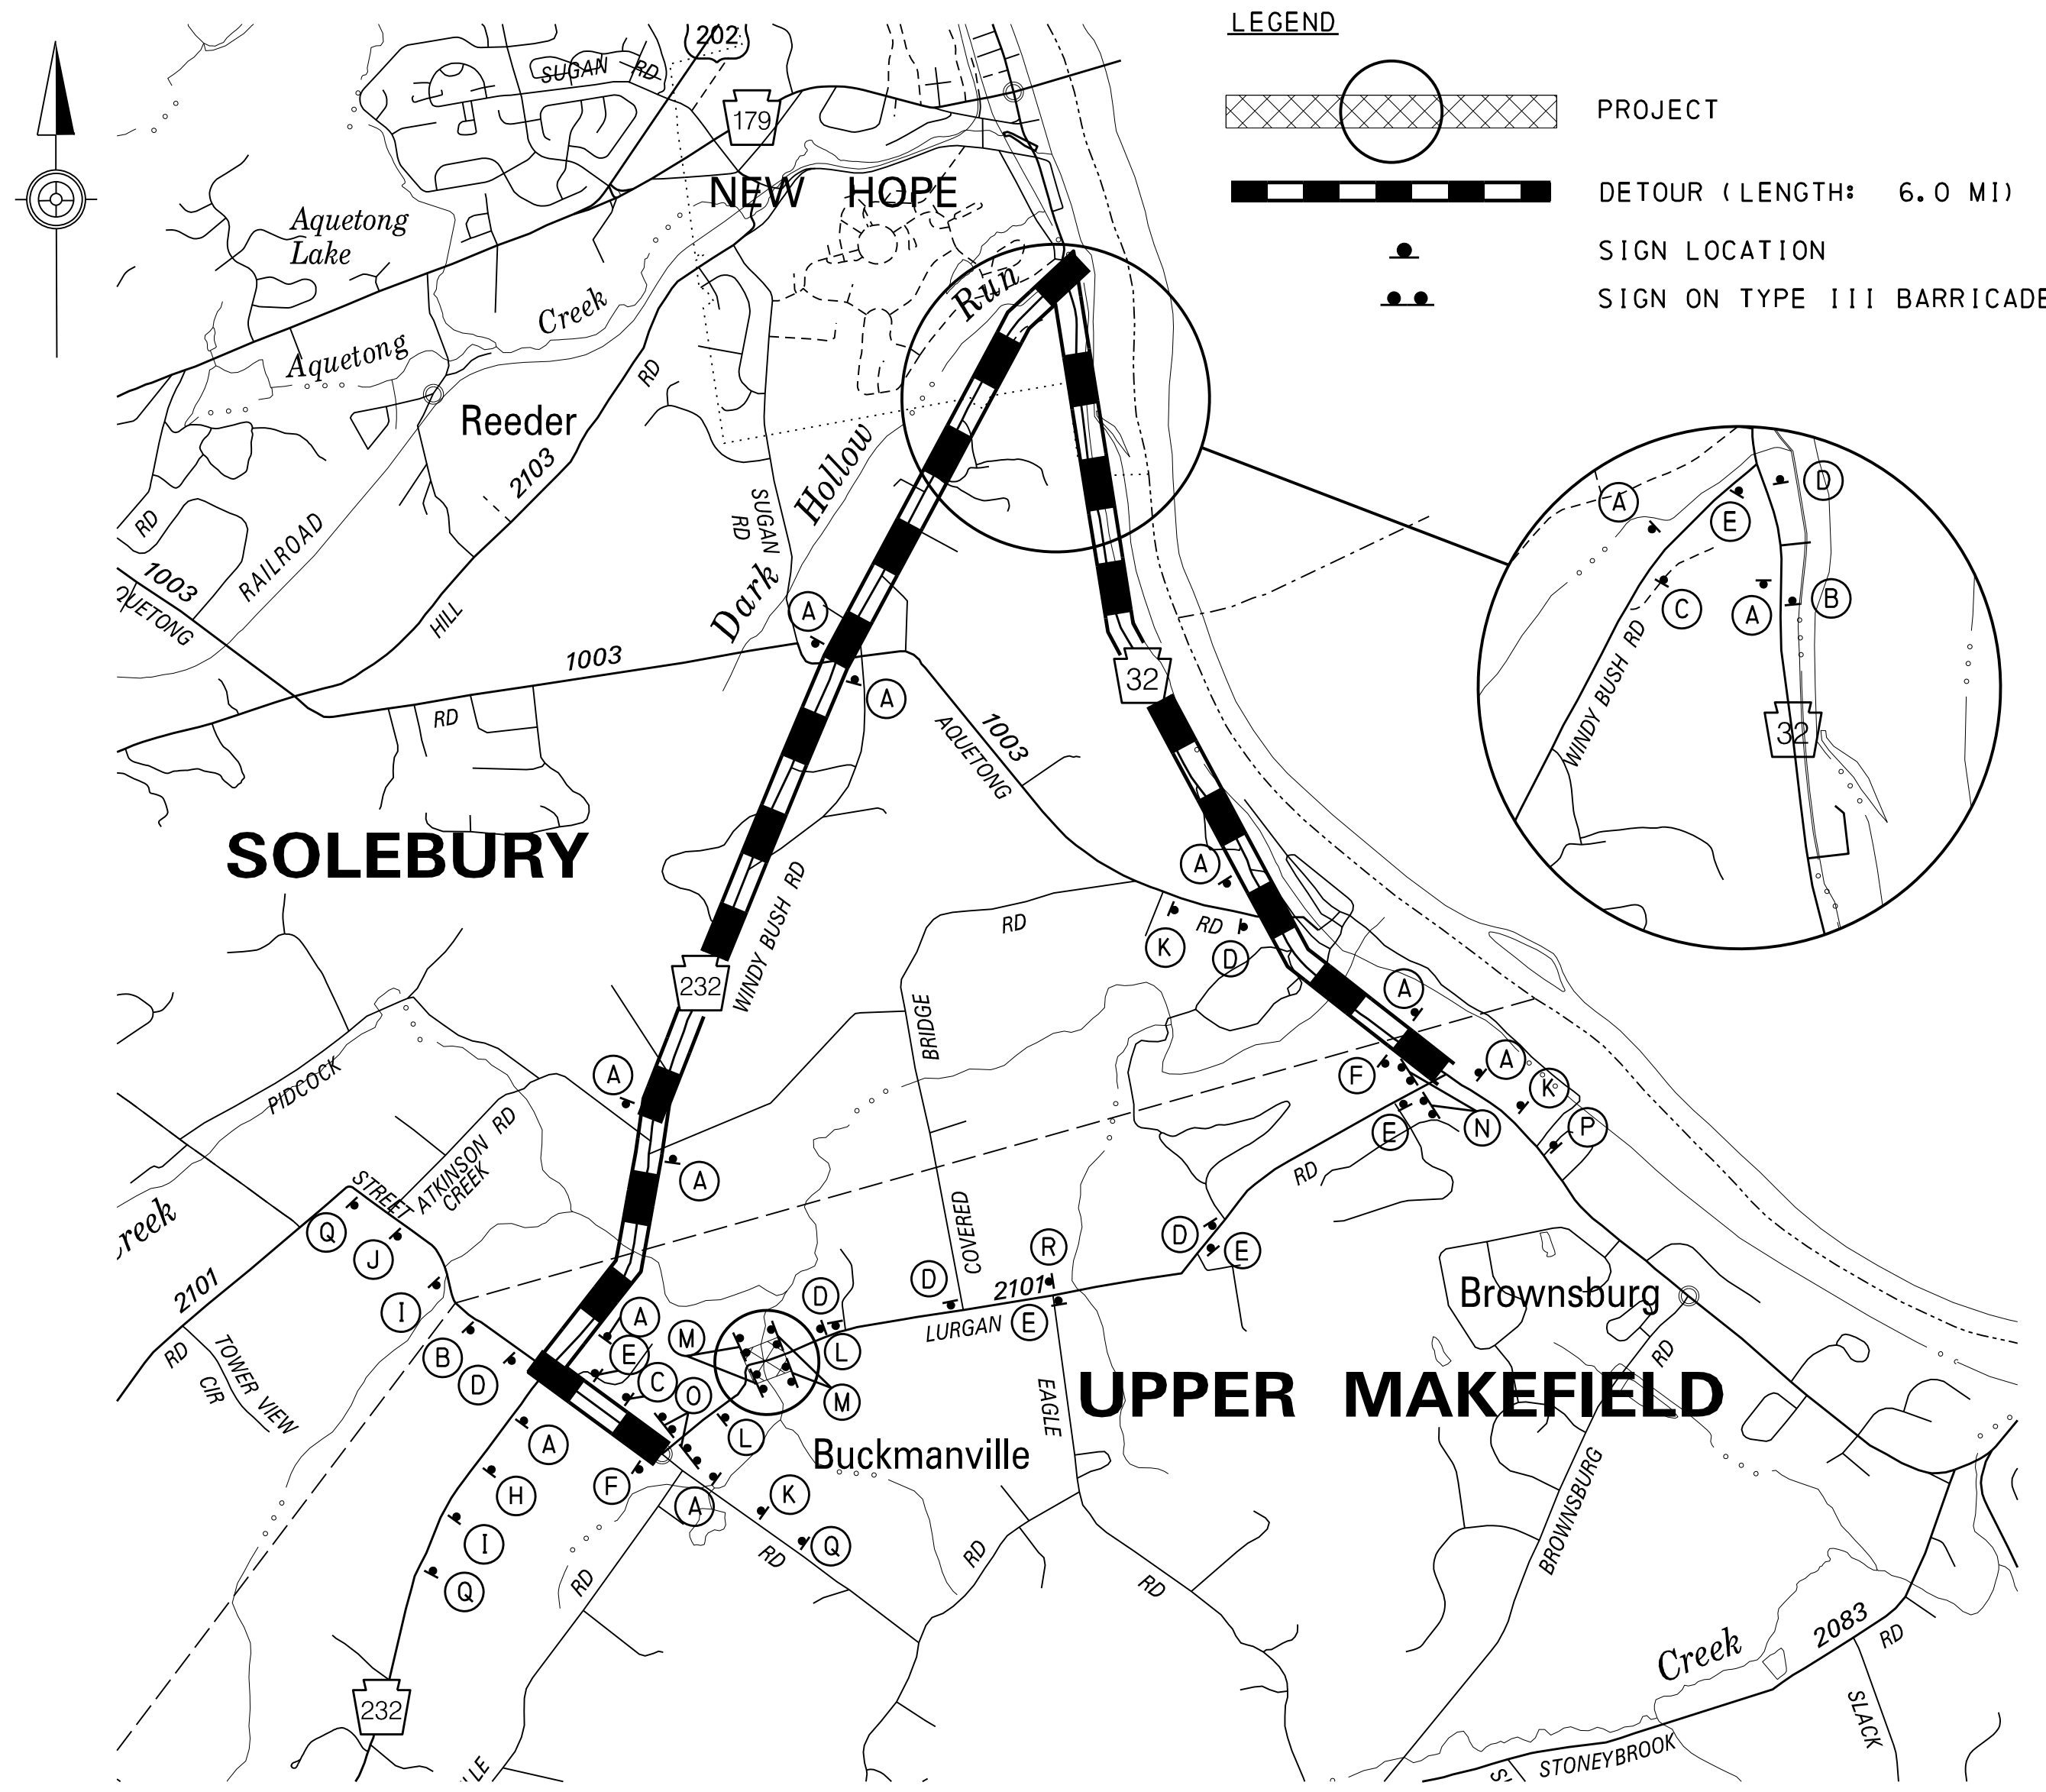 LEGEND
PROJECT
DETOUR (LENGTH: 6.0 MI)
SIGN LOCATION
SIGN ON TYPE III BARRICADE
202
SUGAN RD
179
NEW HOPE
Aquetong
Lake
Creek
Run
Aquetong
RD
Reeder
2103
Hollow
SUGAN
RD
RD
RAILROAD
1003
QUETONG
HILL
Dark
A
1003
RD
A
32
1003
AQUETONG
A
E
D
C
A
B
WINDY BUSH RD
32
SOLEBURY
WINDY BUSH RD
232
RD
A
K
RD
D
BRIDGE
A
A
F
K
E
N
P
PIDCOCK
A
ATKINSON RD
CREEK
STREET
A
RD
reek
Q
J
I
2101
COVERED
R
D
E
D
2101
LURGAN
E
Brownsburg
RD
TOWER VIEW
CIR
RD
B
D
A
E
C
O
M
D
L
M
L
EAGLE
UPPER MAKEFIELD
Buckmanville
A
H
F
A
K
I
Q
Q
RD
RD
RD
RD
BROWNSBURG
232
LLE
Creek
2083
RD
SLACK
STONEYBROOK
S